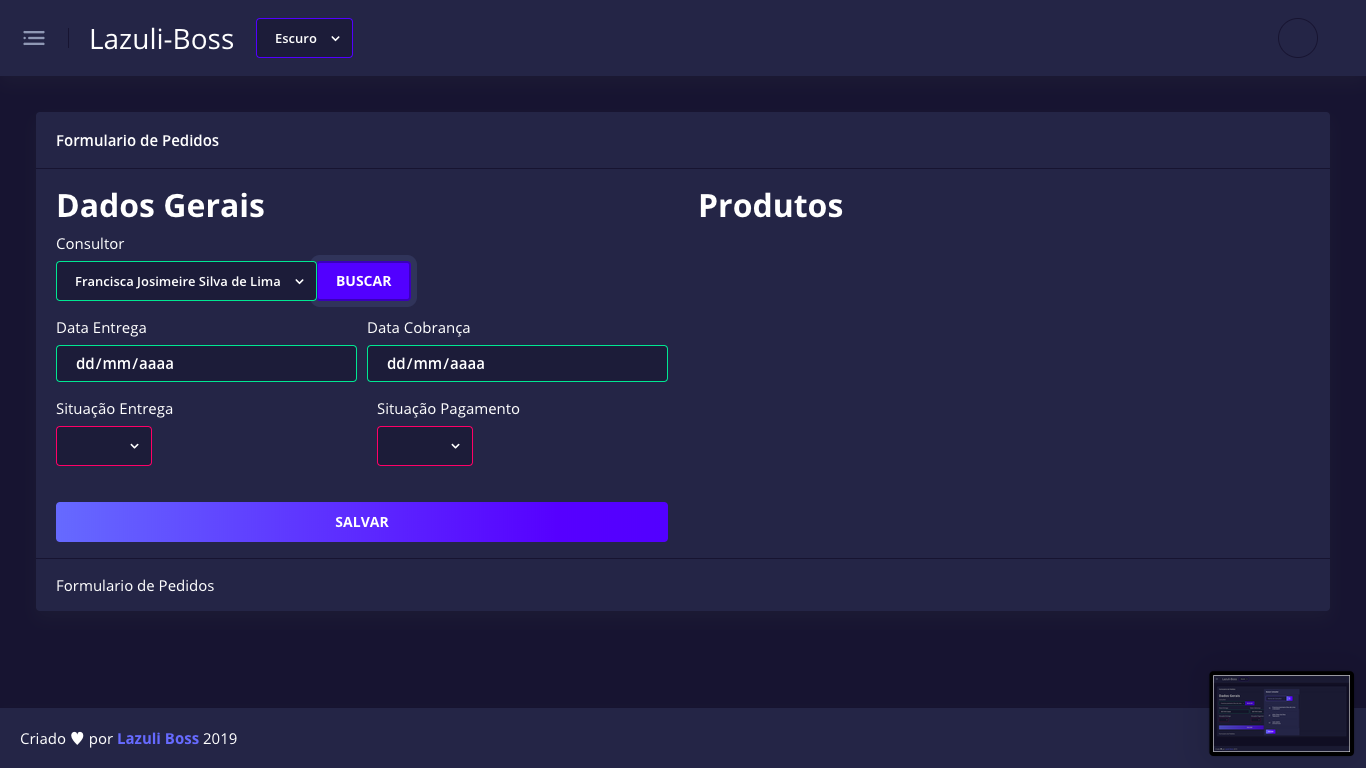 Lazuli-Boss
Escuro
Formulario de Pedidos
Dados Gerais
Consultor
Francisca Josimeire Silva de Lima
BUSCAR
Data Entrega
Data Cobrança
dd/mm/aaaa
dd/mm/aaaa
Situação Entrega
Situação Pagamento
SALVAR
Produtos
Formulario de Pedidos
Criado ♥ por Lazuli Boss 2019